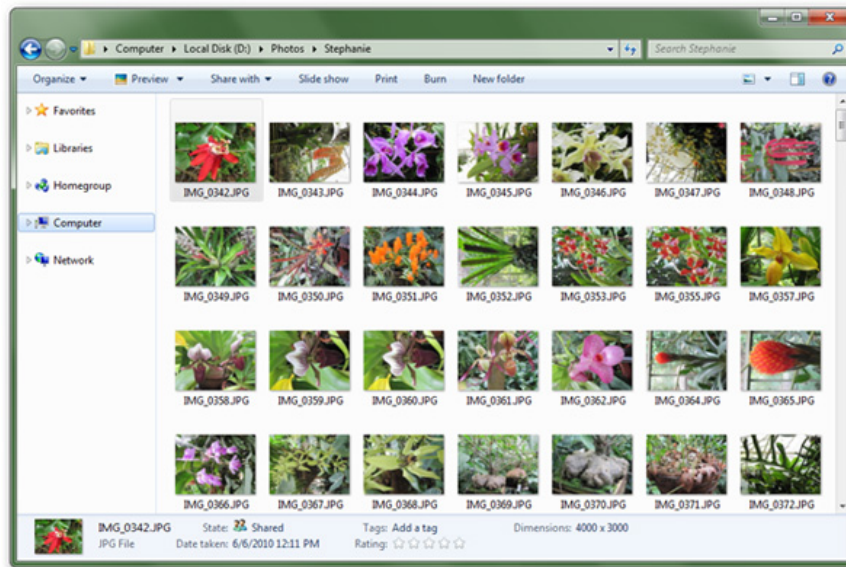 Computer Local Disk (D:) Photos Stephanie Search Stephanie
Organize Preview Share with Slide show Print Burn New folder
Favorites
Libraries
Homegroup
Computer
Network
IMG_0342.JPG IMG_0343.JPG IMG_0344.JPG IMG_0345.JPG IMG_0346.JPG IMG_0347.JPG IMG_0348.JPG
IMG_0349.JPG IMG_0350.JPG IMG_0351.JPG IMG_0352.JPG IMG_0353.JPG IMG_0355.JPG IMG_0357.JPG
IMG_0358.JPG IMG_0359.JPG IMG_0360.JPG IMG_0361.JPG IMG_0362.JPG IMG_0364.JPG IMG_0365.JPG
IMG_0366.JPG IMG_0367.JPG IMG_0368.JPG IMG_0369.JPG IMG_0370.JPG IMG_0371.JPG IMG_0372.JPG
IMG_0342.JPG State: Shared Tags: Add a tag Dimensions: 4000 x 3000
JPG File Date taken: 6/6/2010 12:11 PM Rating: